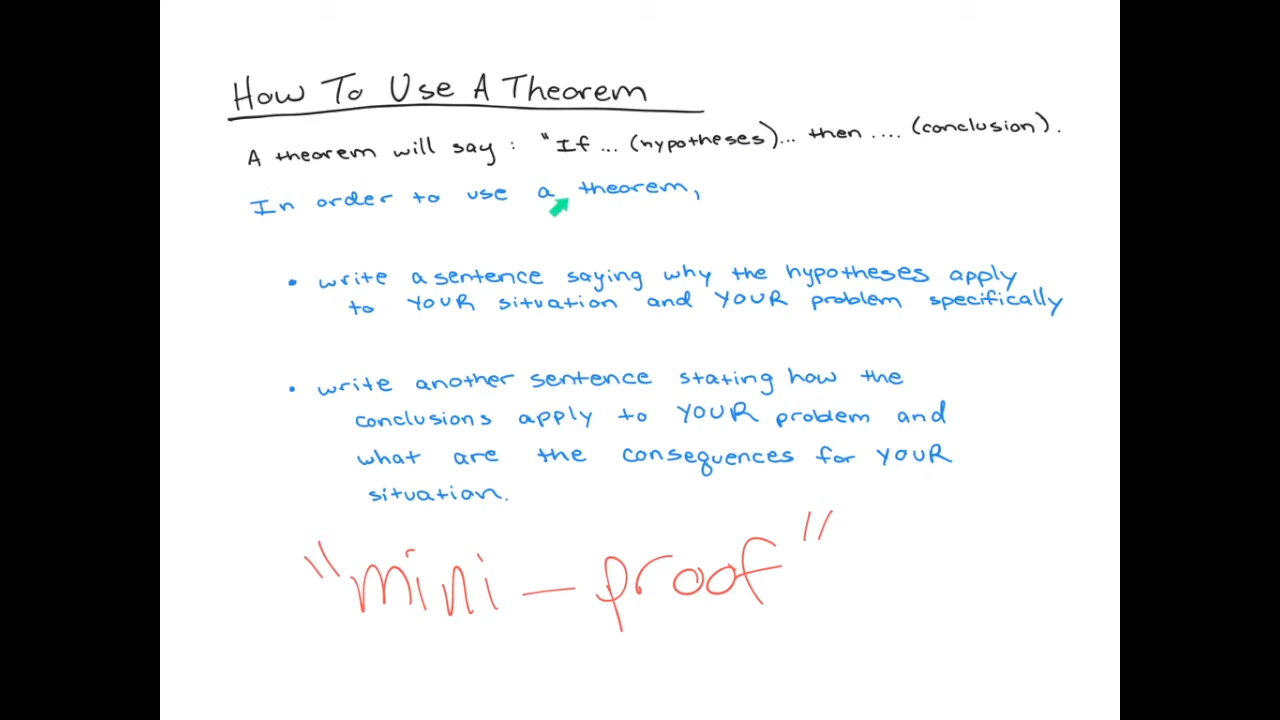 How To Use A Theorem
A theorem will say : "If ... (hypotheses)... then .... (conclusion).
In order to use a theorem,
• write a sentence saying why the hypotheses apply
to YOUR situation and YOUR problem specifically
• write another sentence stating how the
conclusions apply to YOUR problem and
what are the consequences for YOUR
situation.
"mini-proof"